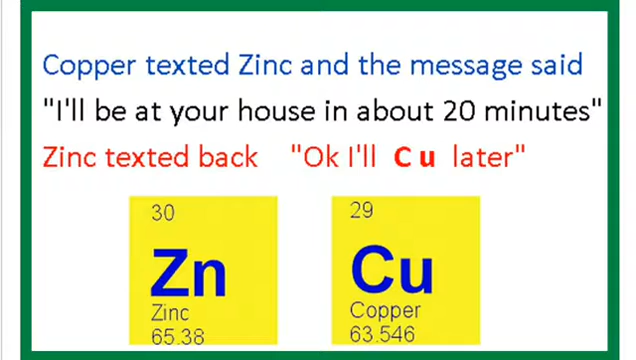 Copper texted Zinc and the message said
"I'll be at your house in about 20 minutes"
Zinc texted back "Ok I'll C u later"
30
Zn
Zinc
65.38
29
Cu
Copper
63.546